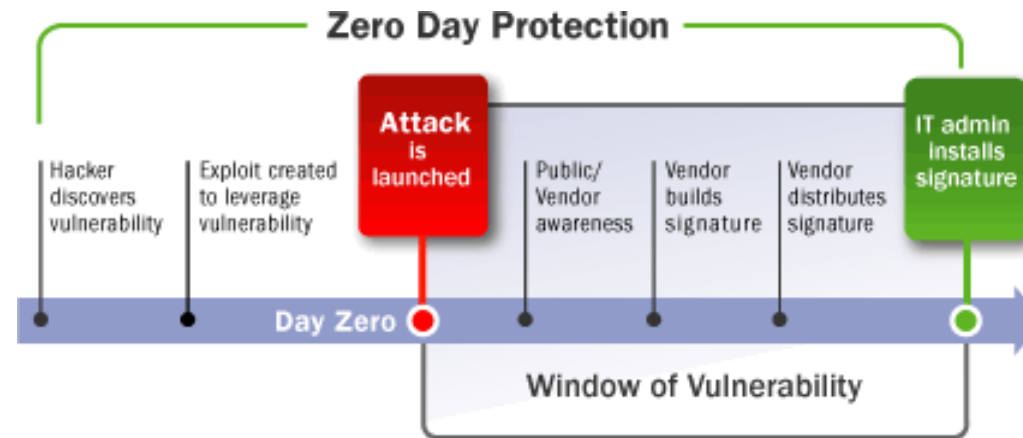 Zero Day Protection
Hacker
discovers
vulnerability
Exploit created
to leverage
vulnerability
Attack
is
launched
Public/
Vendor
awareness
Vendor
builds
signature
Vendor
distributes
signature
IT admin
installs
signature
Day Zero
Window of Vulnerability